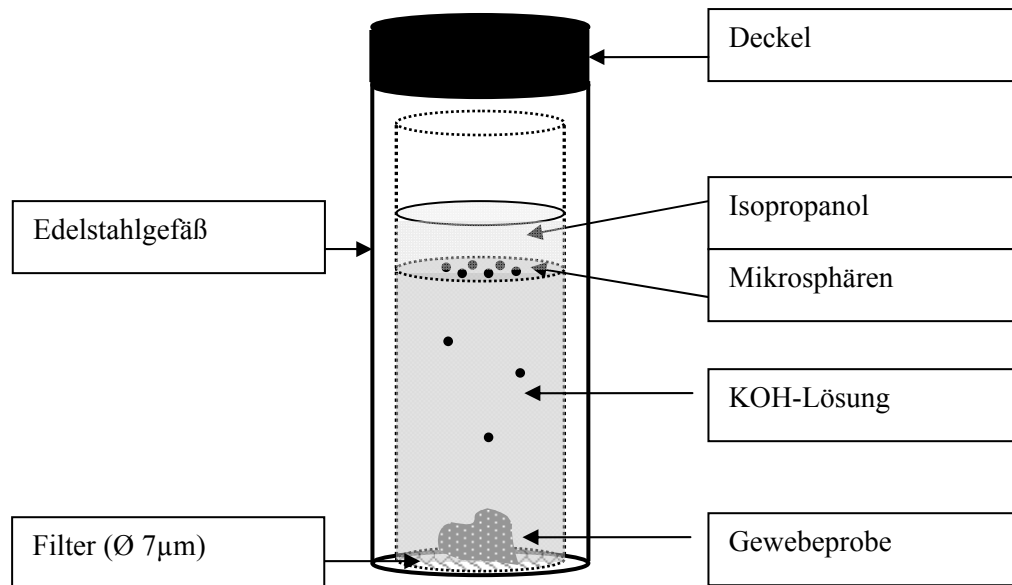 Deckel
Isopropanol
Edelstahlgefäß
Mikrosphären
KOH-Lösung
Filter (Ø 7µm)
Gewebeprobe